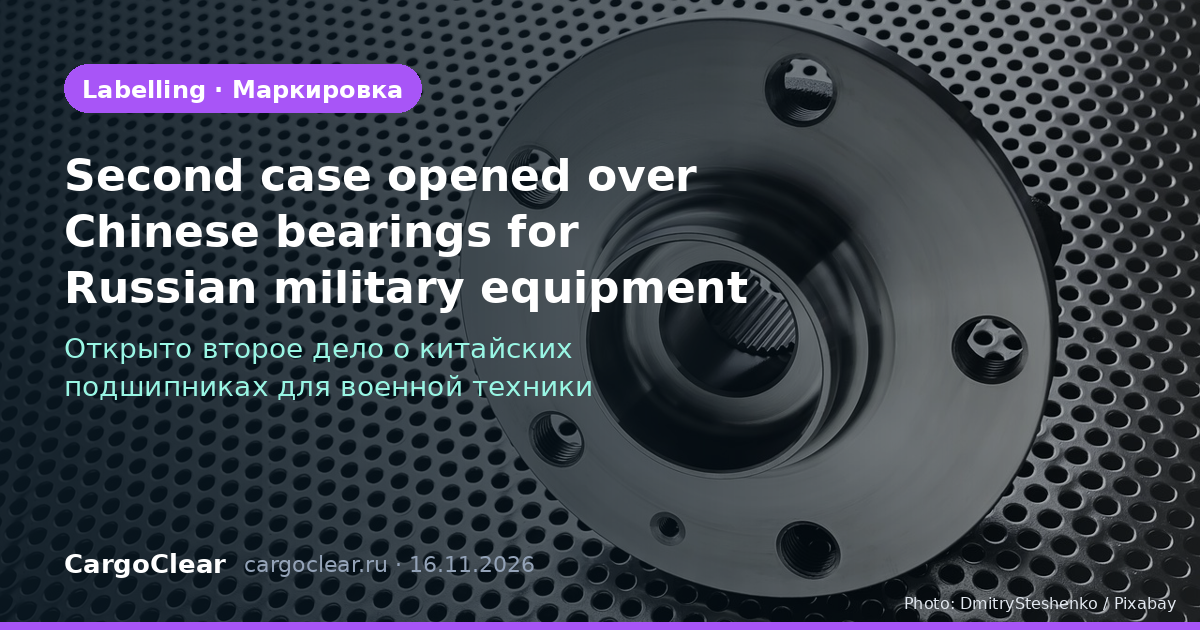 Labelling · Маркировка
Second case opened over
Chinese bearings for
Russian military equipment
Открыто второе дело о китайских
подшипниках для военной техники
CargoClear cargoclear.ru · 16.11.2026
Photo: DmitrySteshenko / Pixabay